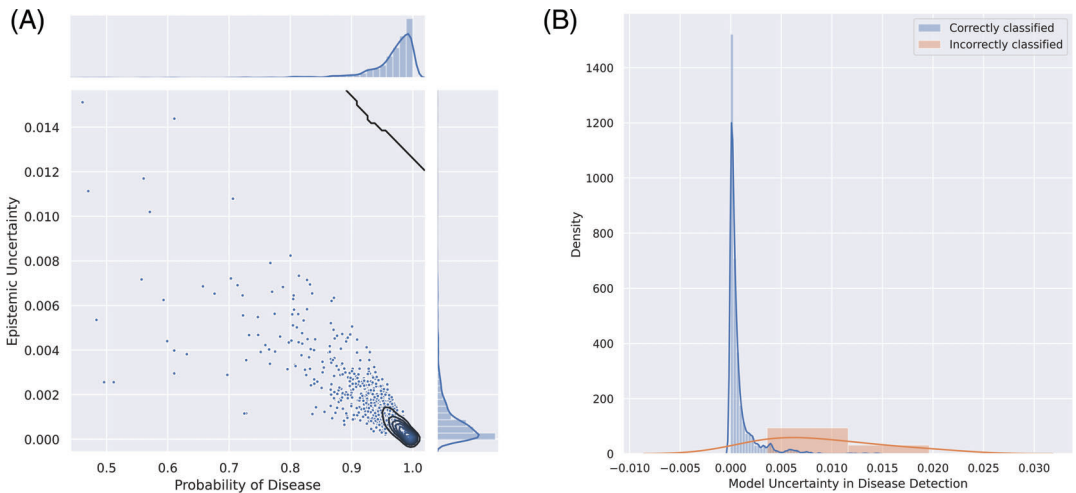 (A)
0.014
0.012
0.010
0.008
0.006
0.004
0.002
0.000
Epistemic Uncertainty
0.5 0.6 0.7 0.8 0.9 1.0
Probability of Disease
(B)
Correctly classified
Incorrectly classified
1400
1200
1000
800
600
400
200
0
Density
−0.010 −0.005 0.000 0.005 0.010 0.015 0.020 0.025 0.030
Model Uncertainty in Disease Detection